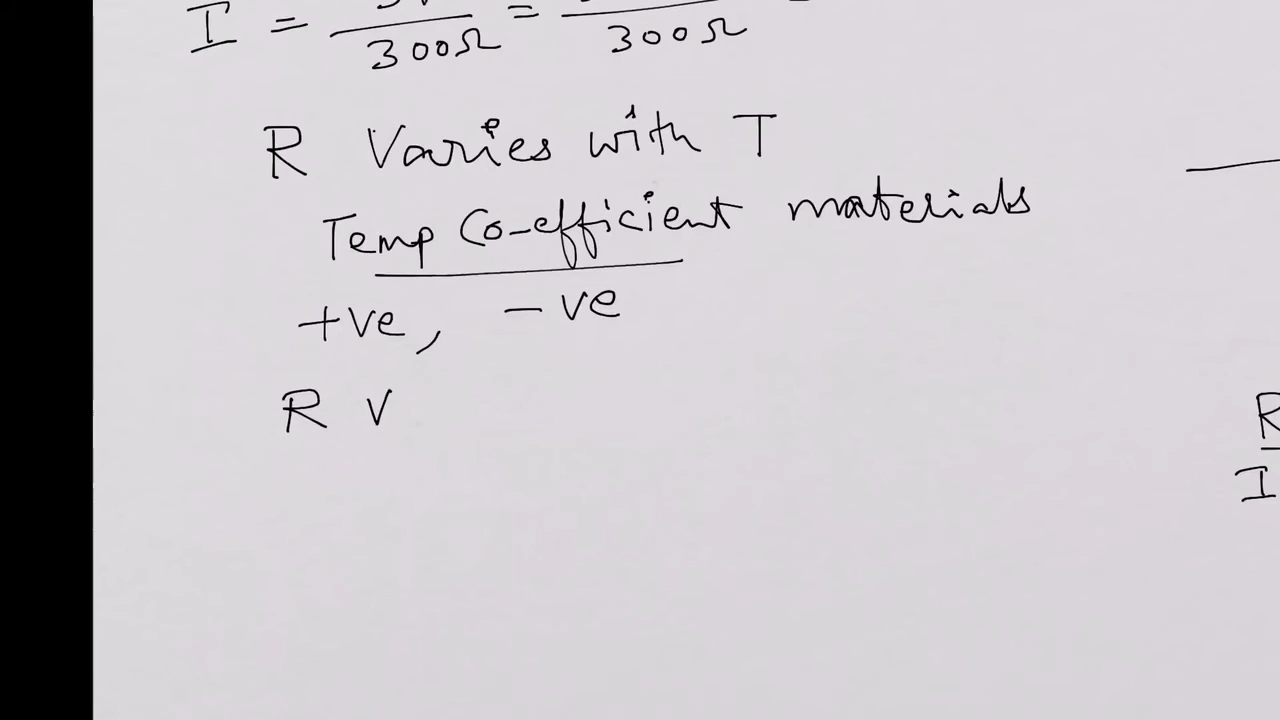 I = 300Ω = 300Ω
R Varies with T
Temp Co-efficient materials
+ve, -ve
R V
R
I